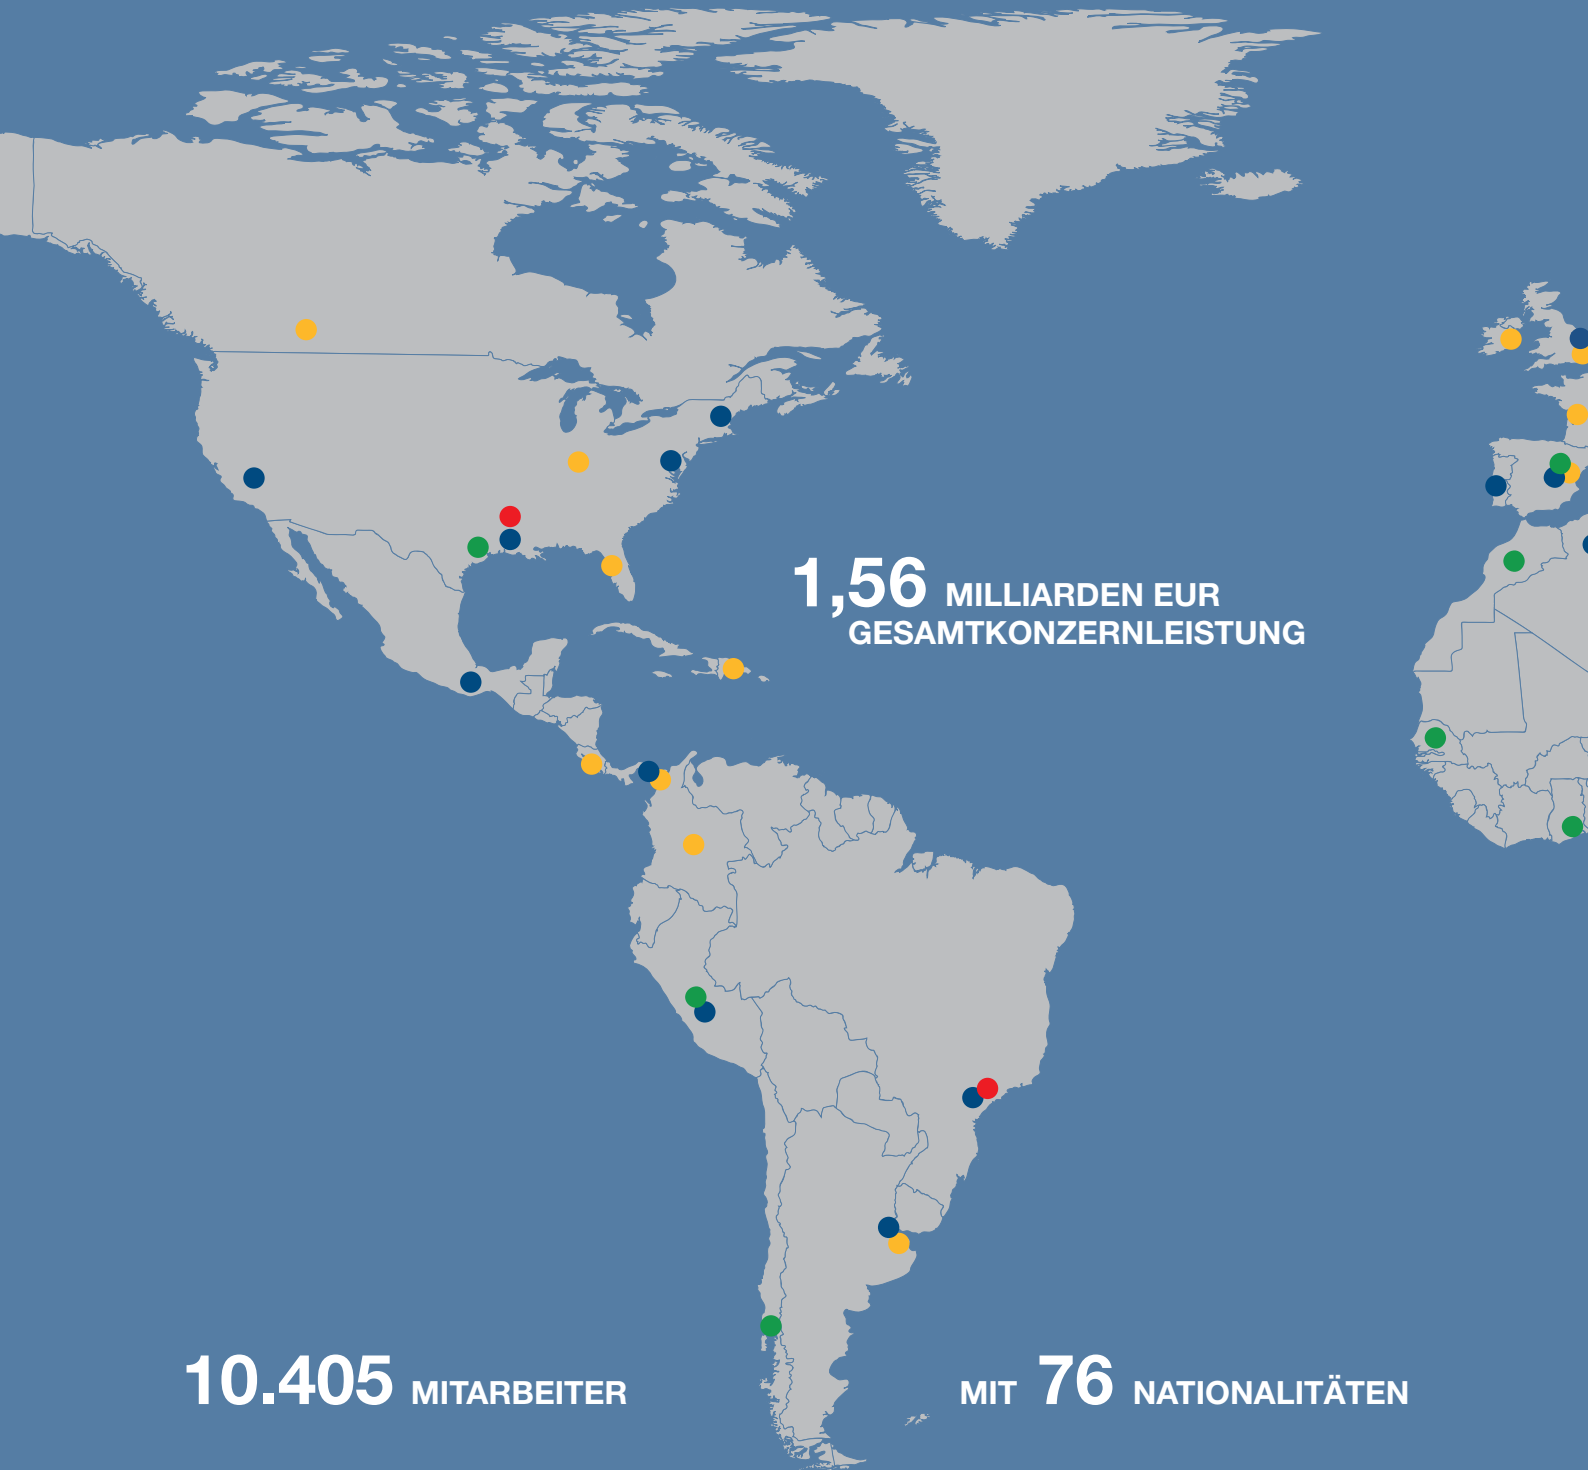 1,56 MILLIARDEN EUR
GESAMTKONZERNLEISTUNG
10.405 MITARBEITER
MIT 76 NATIONALITÄTEN